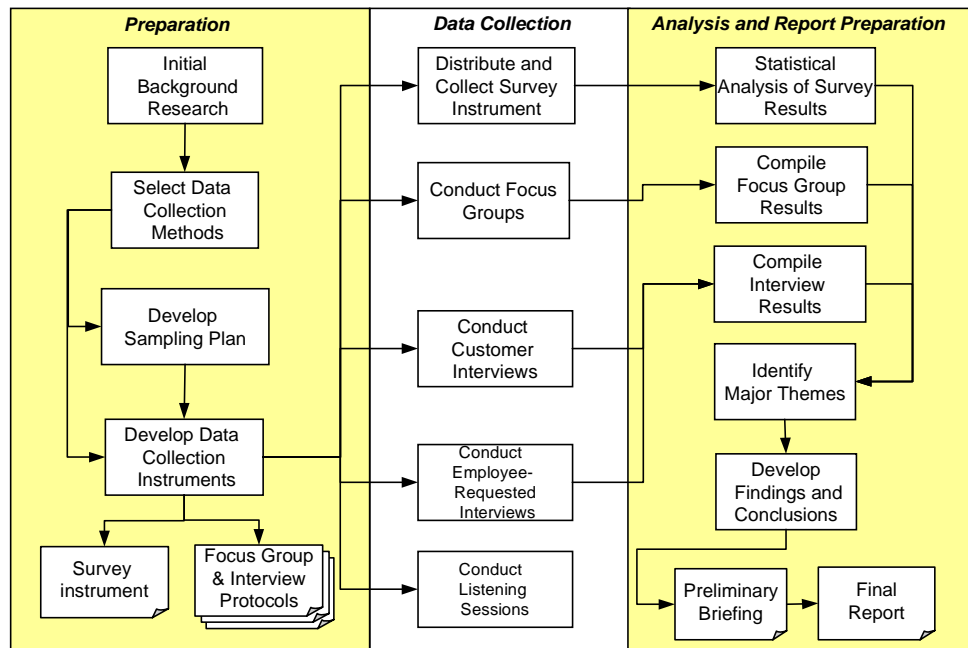 Preparation
Initial
Background
Research
Select Data
Collection
Methods
Develop
Sampling Plan
Develop Data
Collection
Instruments
Survey
instrument
Focus Group
& Interview
Protocols
Data Collection
Distribute and
Collect Survey
Instrument
Conduct Focus
Groups
Conduct
Customer
Interviews
Conduct
Employee-
Requested
Interviews
Conduct
Listening
Sessions
Analysis and Report Preparation
Statistical
Analysis of Survey
Results
Compile
Focus Group
Results
Compile
Interview
Results
Identify
Major Themes
Develop
Findings and
Conclusions
Preliminary
Briefing
Final
Report